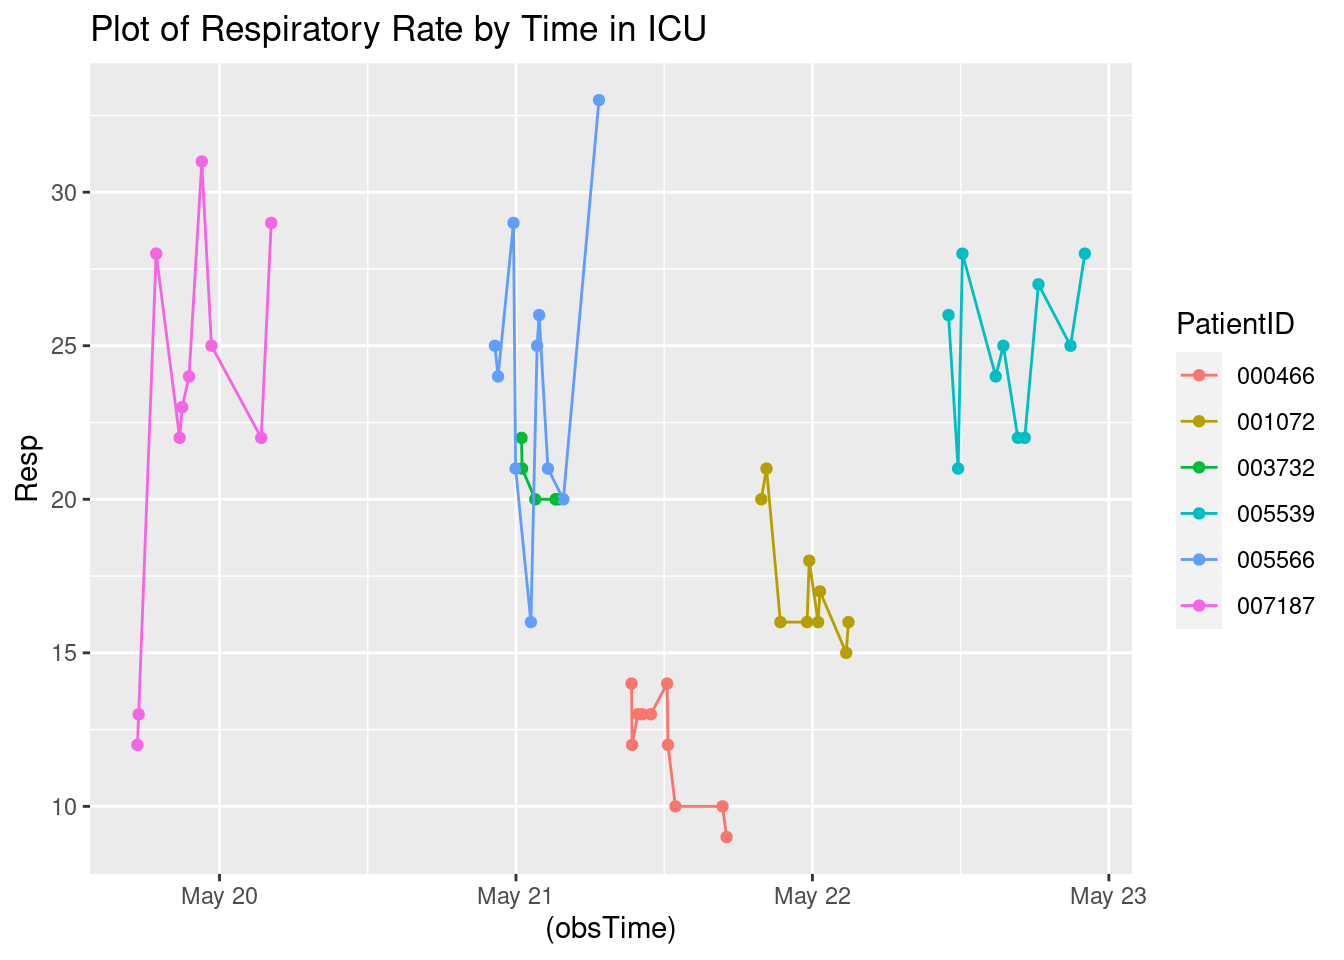 Plot of Respiratory Rate by Time in ICU
30
25
20
15
10
Resp
May 20
May 21
May 22
May 23
(obsTime)
PatientID
000466
001072
003732
005539
005566
007187